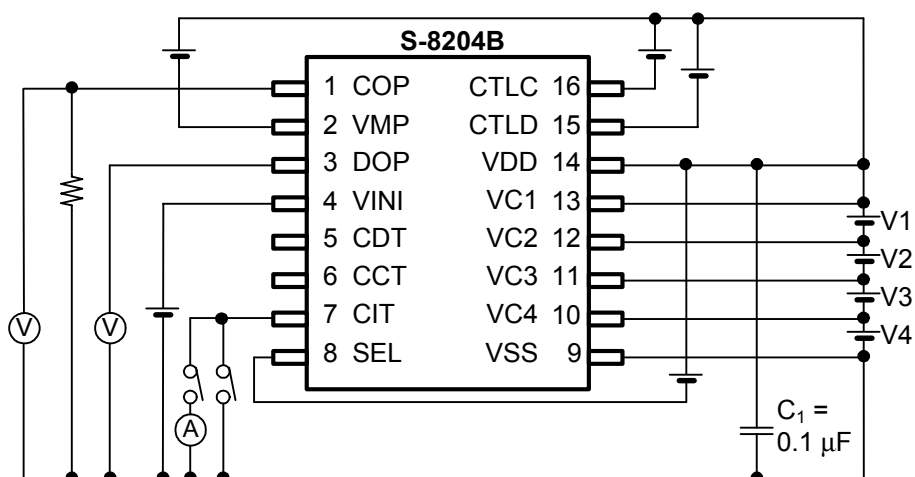 S-8204B
1 COP CTLC 16
2 VMP CTLD 15
3 DOP VDD 14
4 VINI VC1 13
5 CDT VC2 12
6 CCT VC3 11
7 CIT VC4 10
8 SEL VSS 9
V1
V2
V3
V4
V
V
A
C₁ =
0.1 μF